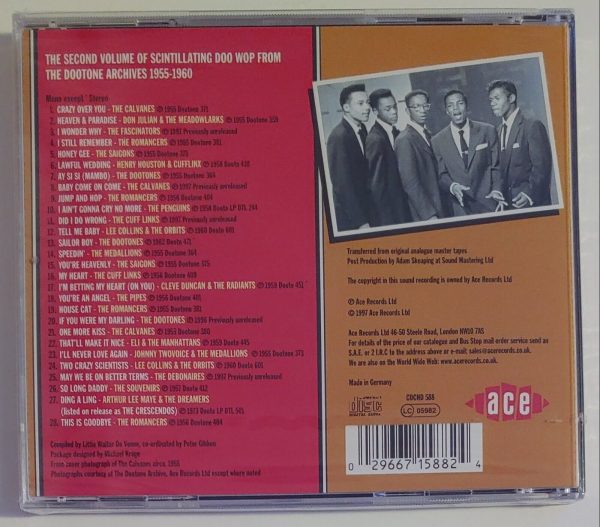 THE SECOND VOLUME OF SCINTILLATING DOO WOP FROM
THE DOOTONE ARCHIVES 1955-1960
Mono except * Stereo
1. CRAZY OVER YOU - THE CALVANES ℗ 1955 Dootone 371
2. HEAVEN & PARADISE - DON JULIAN & THE MEADOWLARKS ℗ 1955 Dootone 359
3. I WONDER WHY - THE FASCINATORS ℗ 1997 Previously unreleased
4. I STILL REMEMBER - THE ROMANCERS ℗ 1955 Dootone 381
5. HONEY GEE - THE SAIGONS ℗ 1955 Dootone 375
6. LAWFUL WEDDING - HENRY HOUSTON & CUFFLINX ℗ 1958 Dooto 438
7. AY SI SI (MAMBO) - THE DOOTONES ℗ 1955 Dootone 366
8. BABY COME ON COME - THE CALVANES ℗ 1997 Previously unreleased
9. JUMP AND HOP - THE ROMANCERS ℗ 1956 Dootone 404
10. I AIN'T GONNA CRY NO MORE - THE PENGUINS ℗ 1958 Dooto LP DTL 244
11. DID I DO WRONG - THE CUFF LINKS ℗ 1997 Previously unreleased
12. TELL ME BABY - LEE COLLINS & THE ORBITS ℗ 1960 Dooto 601
13. SAILOR BOY - THE DOOTONES ℗ 1962 Dooto 471
14. SPEEDIN' - THE MEDALLIONS ℗ 1955 Dootone 364
15. YOU'RE HEAVENLY - THE SAIGONS ℗ 1955 Dootone 375
16. MY HEART - THE CUFF LINKS ℗ 1956 Dootone 409
17. I'M BETTING MY HEART (ON YOU) - CLEVE DUNCAN & THE RADIANTS ℗ 1959 Dooto 451
18. YOU'RE AN ANGEL - THE PIPES ℗ 1956 Dootone 401
19. HOUSE CAT - THE ROMANCERS ℗ 1955 Dootone 381
20. IF YOU WERE MY DARLING - THE DOOTONES ℗ 1996 Previously unreleased
21. ONE MORE KISS - THE CALVANES ℗ 1955 Dootone 380
22. THAT'LL MAKE IT NICE - ELI & THE MANHATTANS ℗ 1959 Dooto 445
23. I'LL NEVER LOVE AGAIN - JOHNNY TWOVOICE & THE MEDALLIONS ℗ 1955 Dootone 373
24. TWO CRAZY SCIENTISTS - LEE COLLINS & THE ORBITS ℗ 1960 Dooto 601
25. MAY WE BE ON BETTER TERMS - THE DEBONAIRES ℗ 1997 Previously unreleased
26. SO LONG DADDY - THE SOUVENIRS ℗ 1957 Dooto 412
27. DING A LING - ARTHUR LEE MAYE & THE DREAMERS
(listed on release as THE CRESCENDOS) ℗ 1971 Dooto LP DTL 505
28. THIS IS GOODBYE - THE ROMANCERS ℗ 1956 Dootone 404
Compiled by Little Walter De Venne, co-ordinated by Peter Gibbon
Package designed by Michael Kruge
Front cover photograph of The Calvanes circa. 1955
Photographs courtesy of The Dootone Archive, Ace Records Ltd except where noted
Transferred from original analogue master tapes
Post Production by Adam Skeaping at Sound Mastering Ltd
The copyright in this sound recording is owned by Ace Records Ltd
℗ Ace Records Ltd
© 1997 Ace Records Ltd
Ace Records Ltd 46-50 Steele Road, London NW10 7AS
For details of the price of our catalogue and Bus Stop mail order service send an
S.A.E. or 2 I.R.C to the address above or e-mail: sales@acerecords.co.uk.
We are also on the World Wide Web: www.acerecords.co.uk
Made in Germany
COMPACT
disc
DIGITAL AUDIO
CDCHD 588
LC 05982
ace
0 29667 15882 4